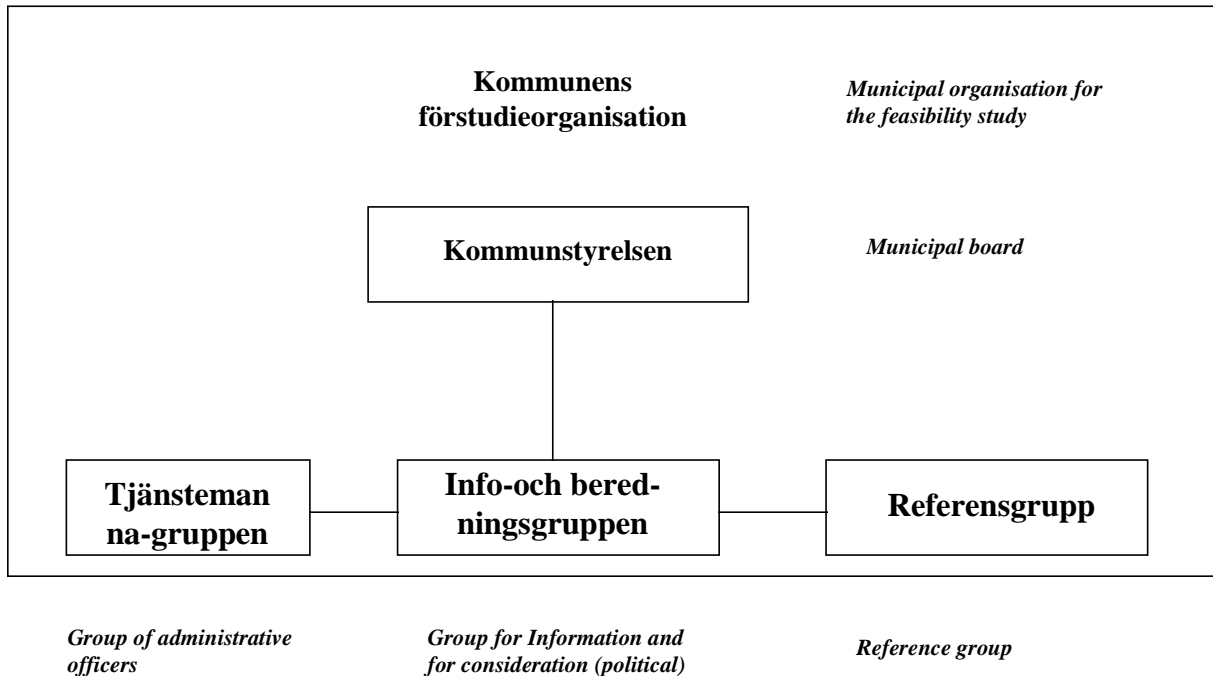 Kommunens
förstudieorganisation
Municipal organisation for
the feasibility study
Kommunstyrelsen
Municipal board
Tjänsteman
na-gruppen
Info-och bered-
ningsgruppen
Referensgrupp
Group of administrative
officers
Group for Information and
for consideration (political)
Reference group